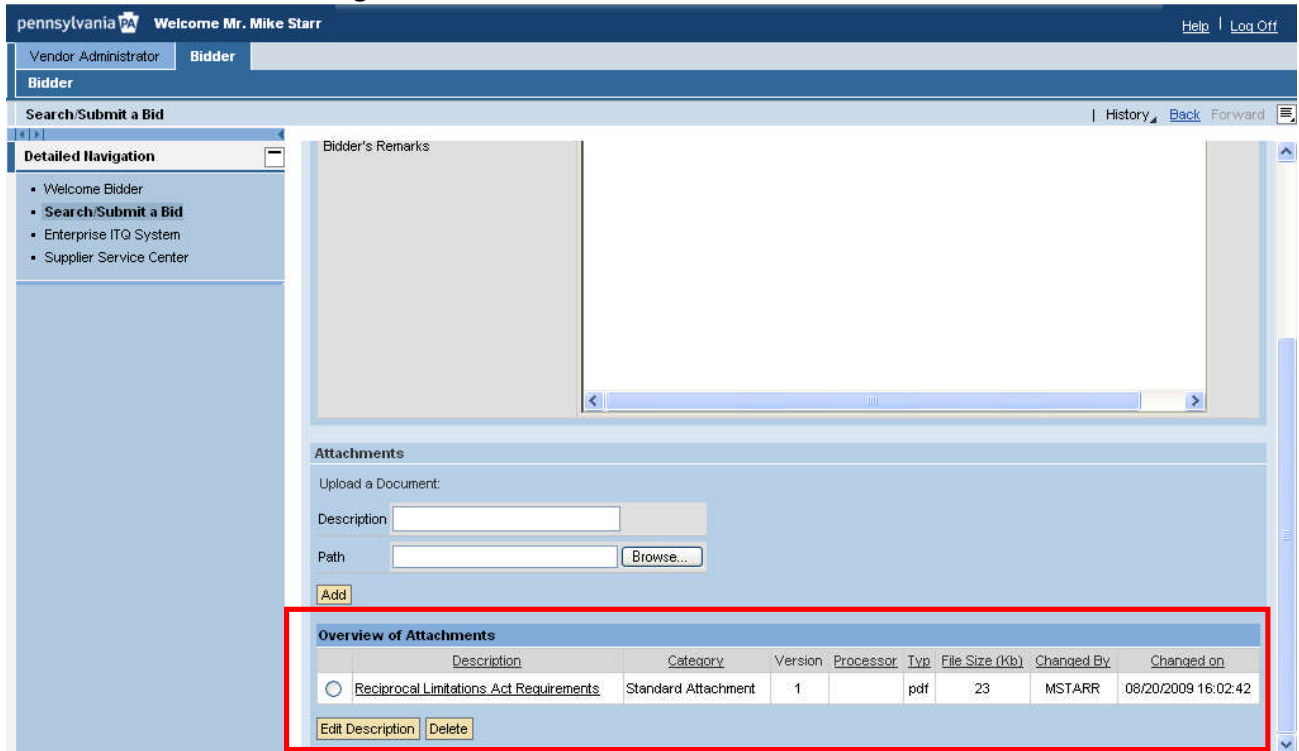 pennsylvania PA Welcome Mr. Mike Starr Help | Log Off
Vendor Administrator Bidder
Bidder
Search/Submit a Bid | History Back Forward
Detailed Navigation
Bidder's Remarks
• Welcome Bidder
• Search/Submit a Bid
• Enterprise ITQ System
• Supplier Service Center
Attachments
Upload a Document:
Description
Path Browse...
Add
Overview of Attachments
Description Category Version Processor Typ File Size (Kb) Changed By Changed on
Reciprocal Limitations Act Requirements Standard Attachment 1 pdf 23 MSTARR 08/20/2009 16:02:42
Edit Description Delete